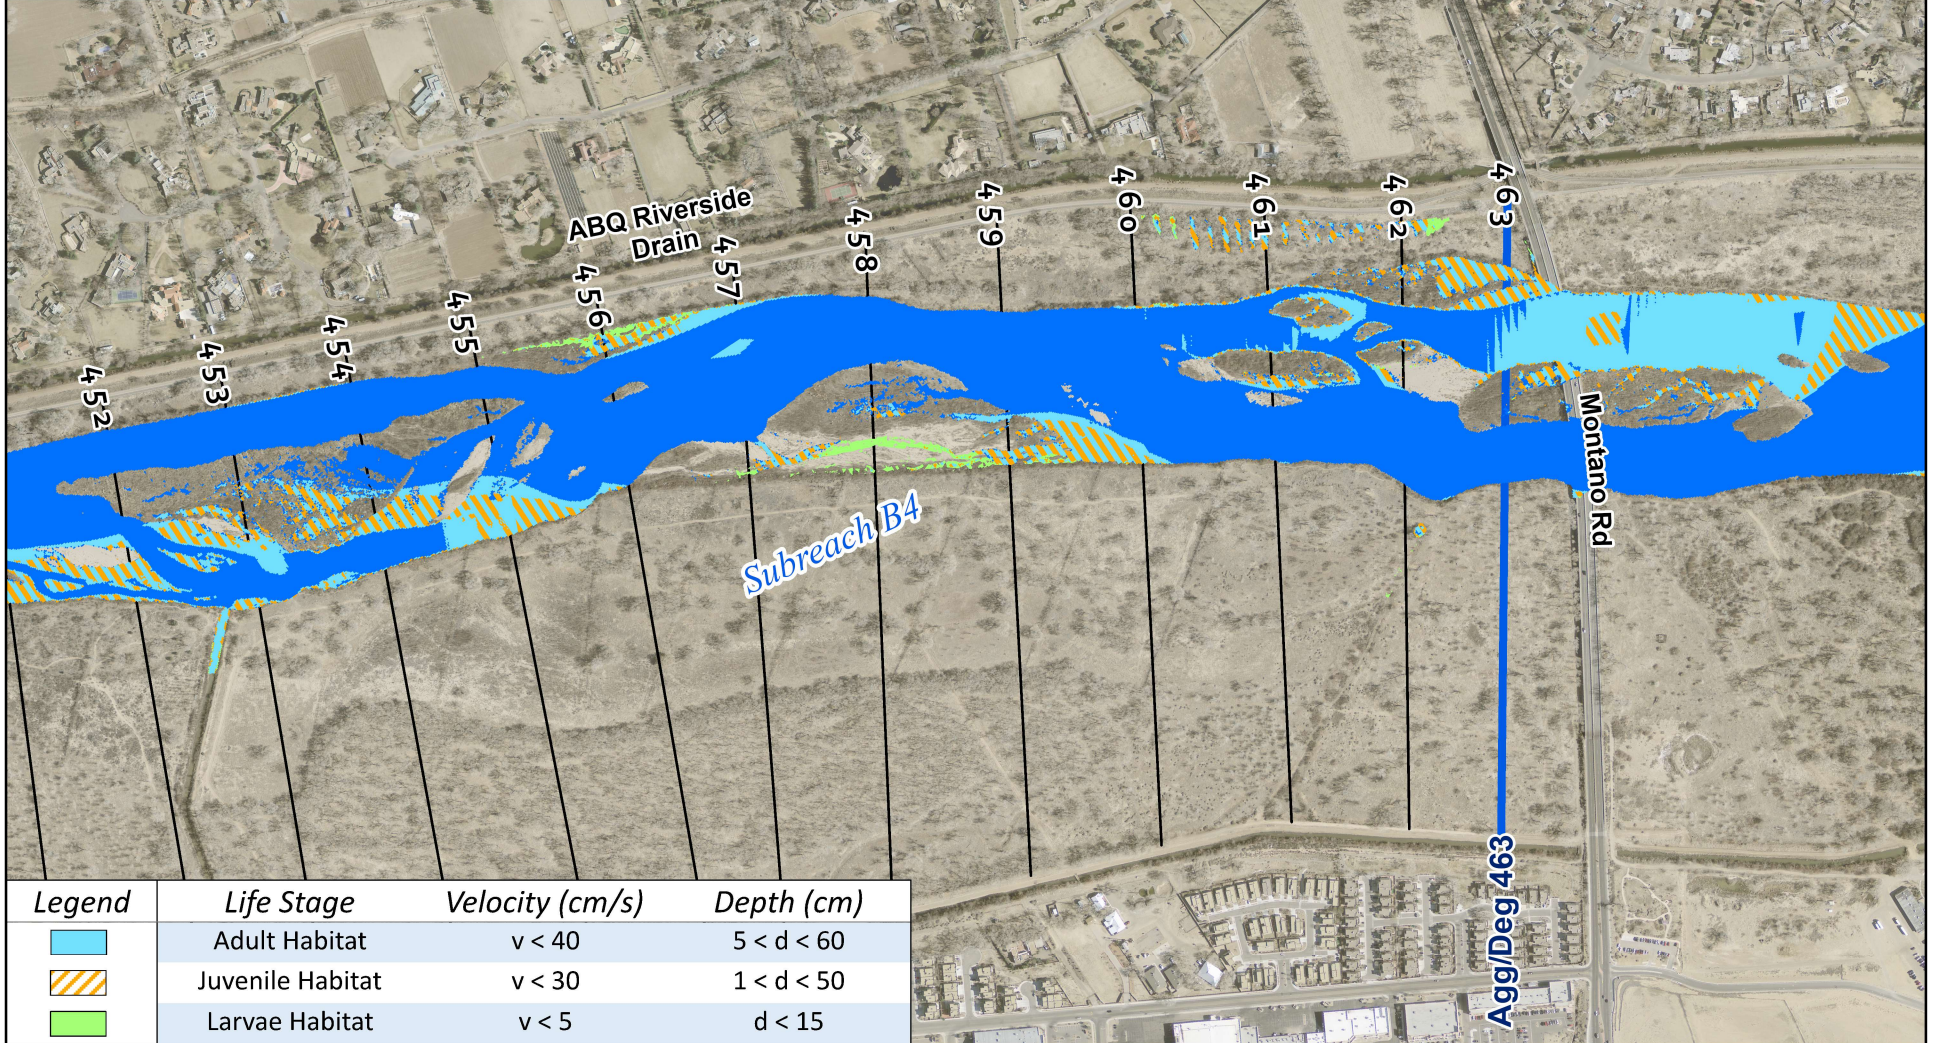 ABQ Riverside
Drain
452
453
454
455
456
457
458
459
460
461
462
463
Montano Rd
Subreach B4
Agg/Deg 463
Legend Life Stage Velocity (cm/s) Depth (cm)
Adult Habitat v < 40 5 < d < 60
Juvenile Habitat v < 30 1 < d < 50
Larvae Habitat v < 5 d < 15